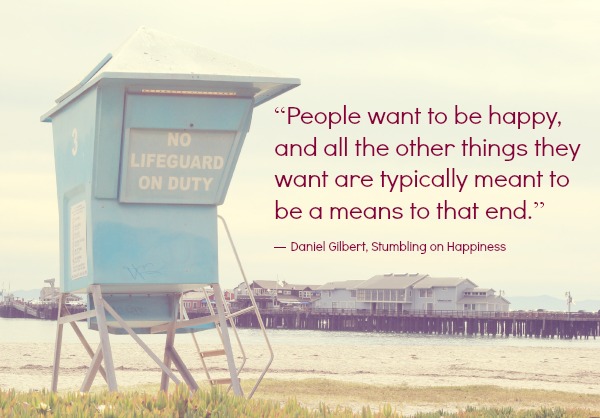 3
NO
LIFEGUARD
ON DUTY
“People want to be happy,
and all the other things they
want are typically meant to
be a means to that end.”
— Daniel Gilbert, Stumbling on Happiness